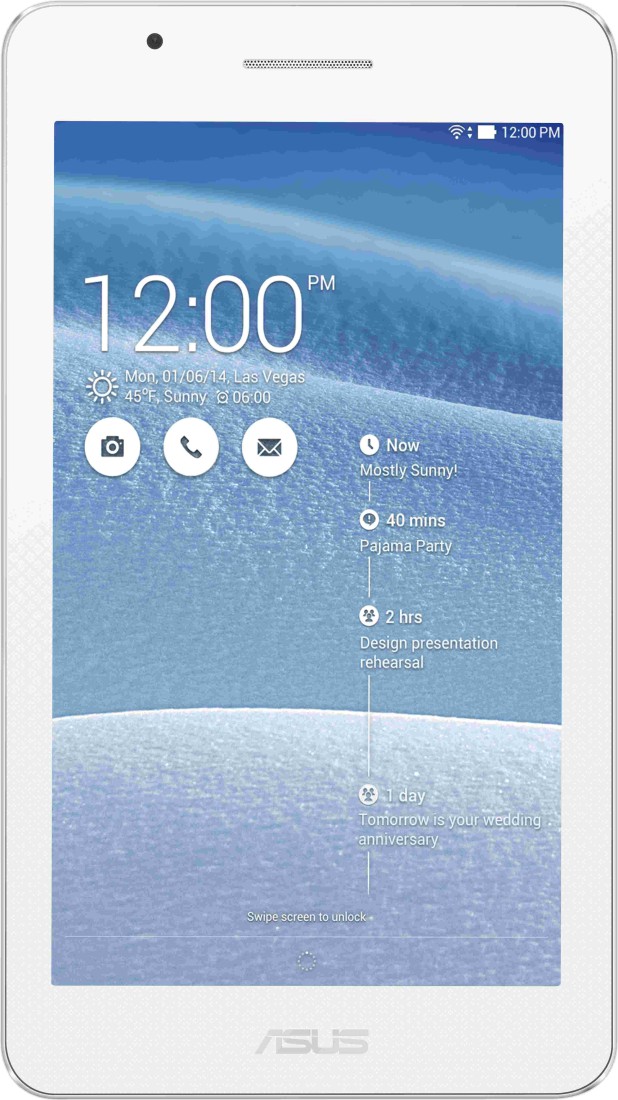 12:00 PM
12:00 PM
Mon, 01/06/14, Las Vegas
45°F, Sunny 06:00
Now
Mostly Sunny!
40 mins
Pajama Party
2 hrs
Design presentation
rehearsal
1 day
Tomorrow is your wedding
anniversary
Swipe screen to unlock
ASUS